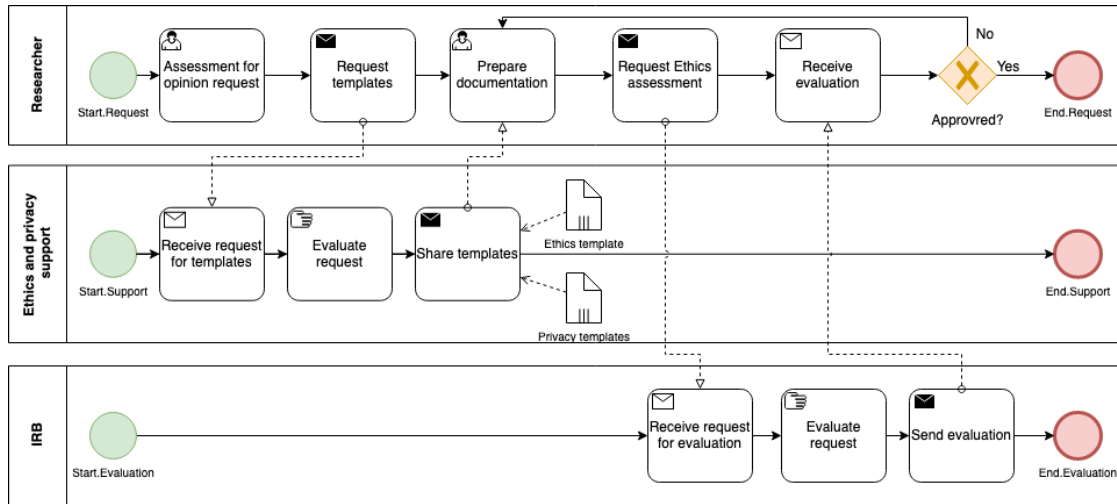 Researcher
Start.Request
Assessment for
opinion request
Request
templates
Prepare
documentation
Request Ethics
assessment
Receive
evaluation
No
Yes
Approvred?
End.Request
Ethics and privacy
support
Start.Support
Receive request
for templates
Evaluate
request
Share templates
Ethics template
Privacy templates
End.Support
IRB
Start.Evaluation
Receive request
for evaluation
Evaluate
request
Send evaluation
End.Evaluation